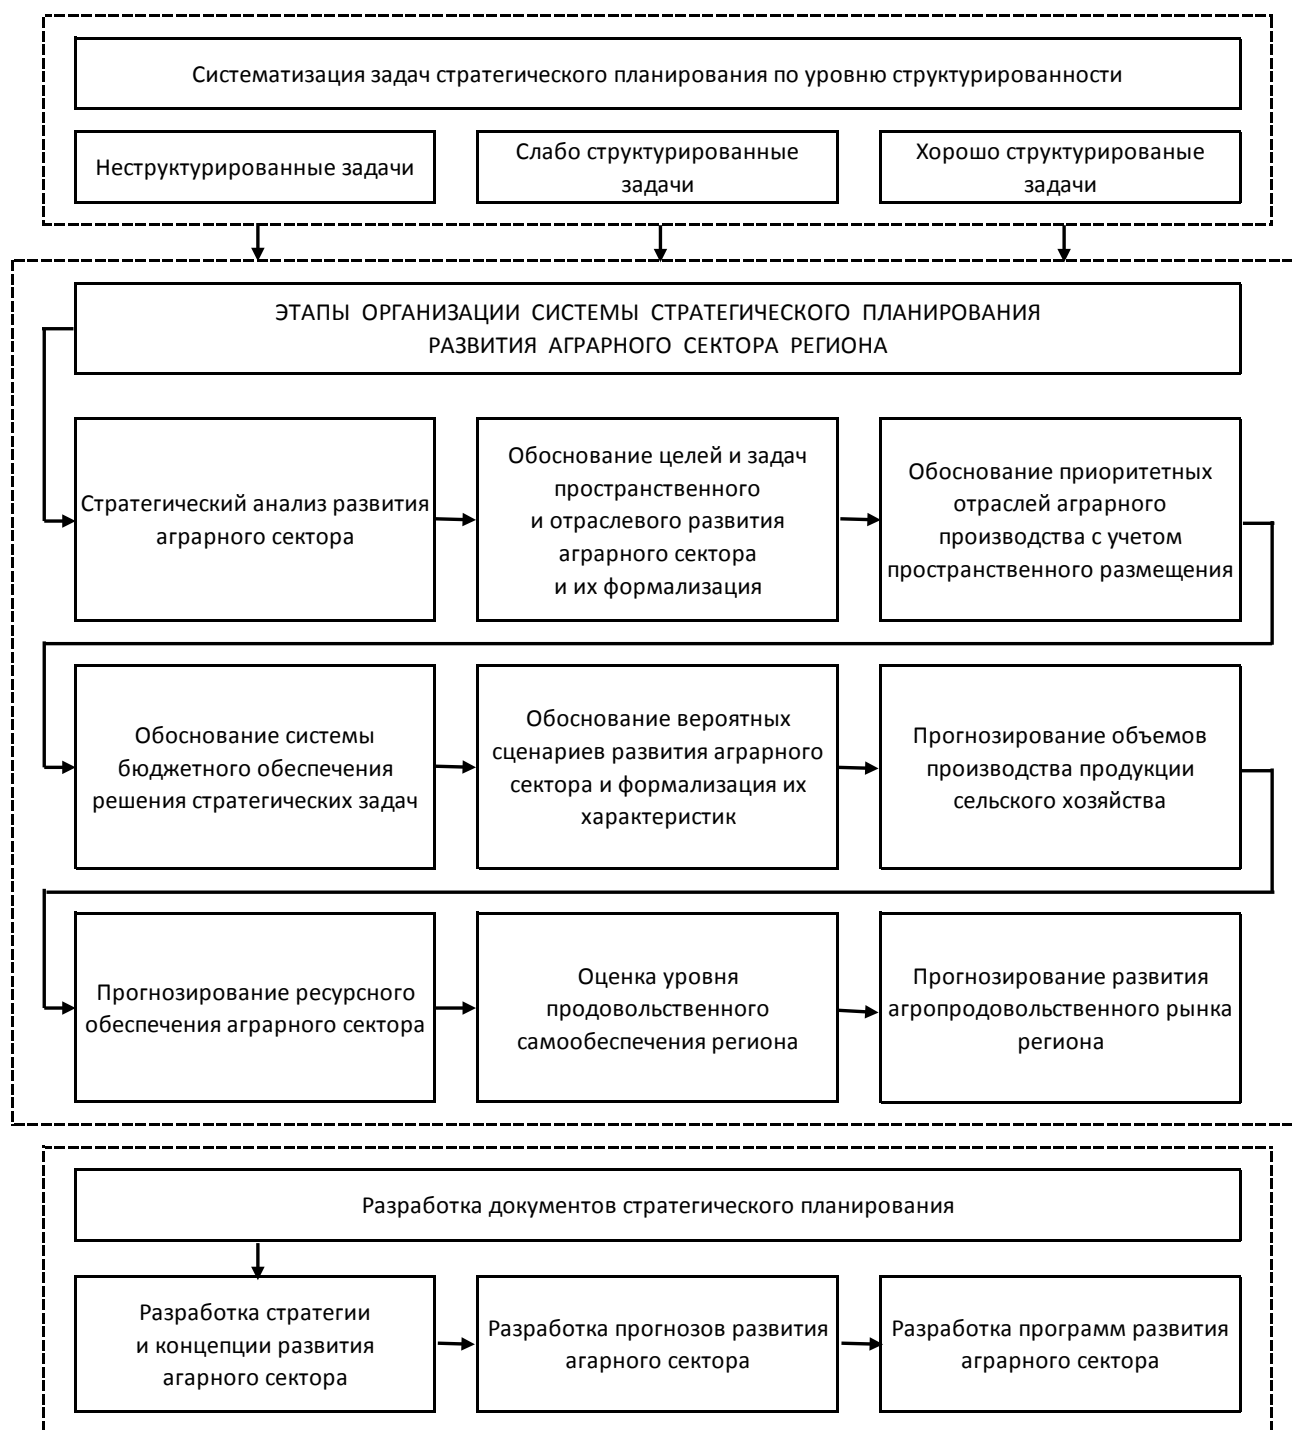 Систематизация задач стратегического планирования по уровню структурированности
Неструктурированные задачи
Слабо структурированные
задачи
Хорошо структурированые
задачи
ЭТАПЫ ОРГАНИЗАЦИИ СИСТЕМЫ СТРАТЕГИЧЕСКОГО ПЛАНИРОВАНИЯ
РАЗВИТИЯ АГРАРНОГО СЕКТОРА РЕГИОНА
Стратегический анализ развития
аграрного сектора
Обоснование целей и задач
пространственного
и отраслевого развития
аграрного сектора
и их формализация
Обоснование приоритетных
отраслей аграрного
производства с учетом
пространственного размещения
Обоснование системы
бюджетного обеспечения
решения стратегических задач
Обоснование вероятных
сценариев развития аграрного
сектора и формализация их
характеристик
Прогнозирование объемов
производства продукции
сельского хозяйства
Прогнозирование ресурсного
обеспечения аграрного сектора
Оценка уровня
продовольственного
самообеспечения региона
Прогнозирование развития
агропродовольственного рынка
региона
Разработка документов стратегического планирования
Разработка стратегии
и концепции развития
агарного сектора
Разработка прогнозов развития
агарного сектора
Разработка программ развития
аграрного сектора